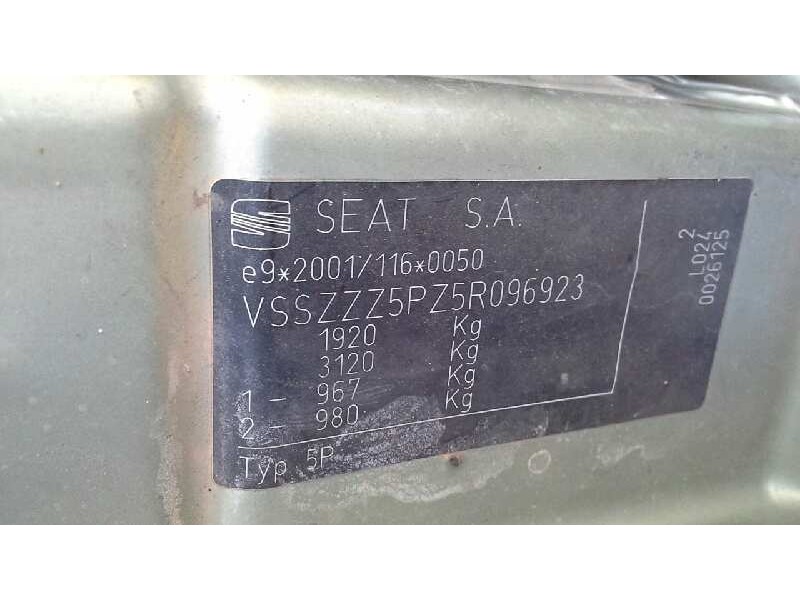 SEAT S.A.
e9*2001/116*0050
VSSZZZ5PZ5R096923
1920 Kg
3120 Kg
1 - 967 Kg
2 - 980 Kg
Typ 5P
2
L024
0026125